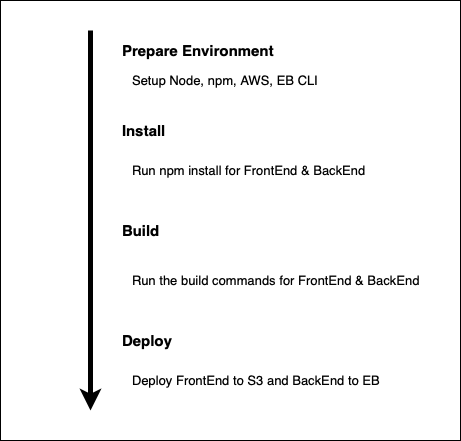 Prepare Environment
Setup Node, npm, AWS, EB CLI
Install
Run npm install for FrontEnd & BackEnd
Build
Run the build commands for FrontEnd & BackEnd
Deploy
Deploy FrontEnd to S3 and BackEnd to EB